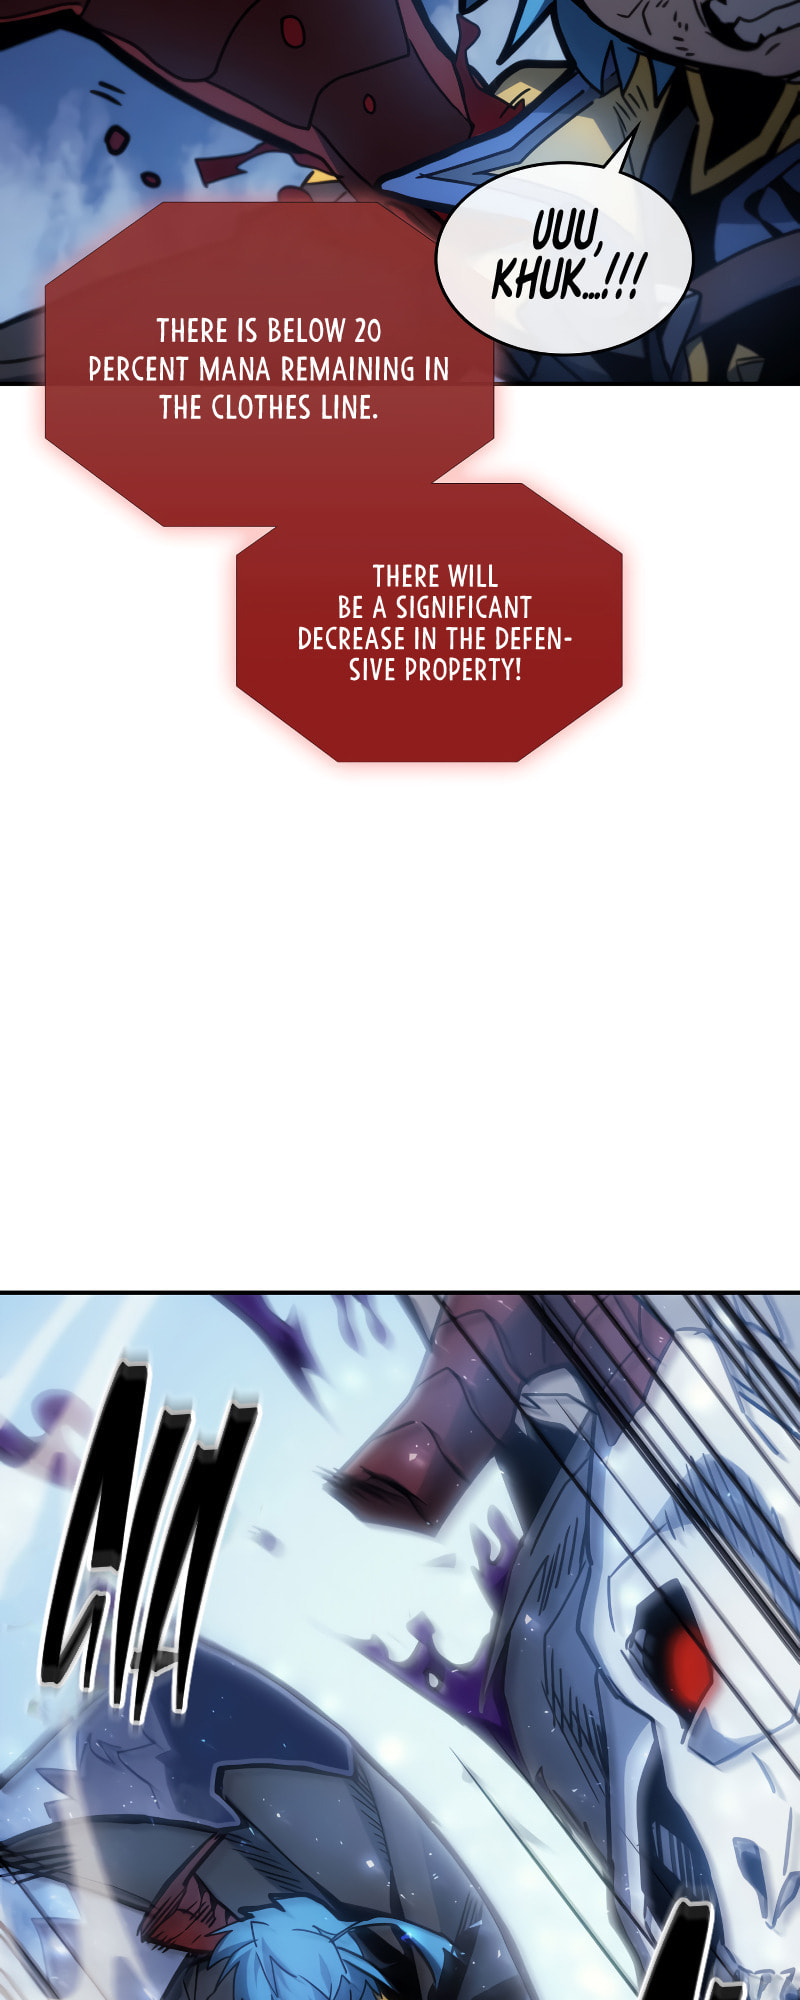 UUU,
KHUK...!!!
THERE IS BELOW 20
PERCENT MANA REMAINING IN
THE CLOTHES LINE.
THERE WILL
BE A SIGNIFICANT
DECREASE IN THE DEFEN-
SIVE PROPERTY!